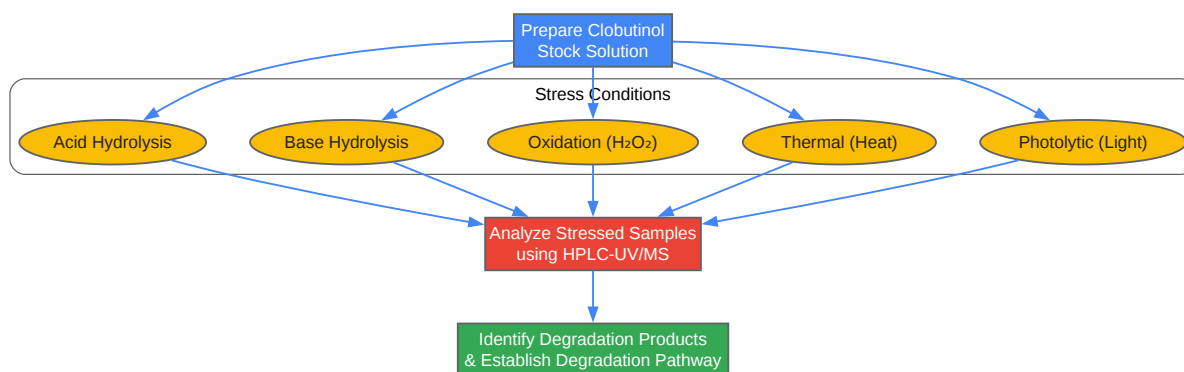 Prepare Clobutinol
Stock Solution
Stress Conditions
Acid Hydrolysis
Base Hydrolysis
Oxidation (H₂O₂)
Thermal (Heat)
Photolytic (Light)
Analyze Stressed Samples
using HPLC-UV/MS
Identify Degradation Products
& Establish Degradation Pathway